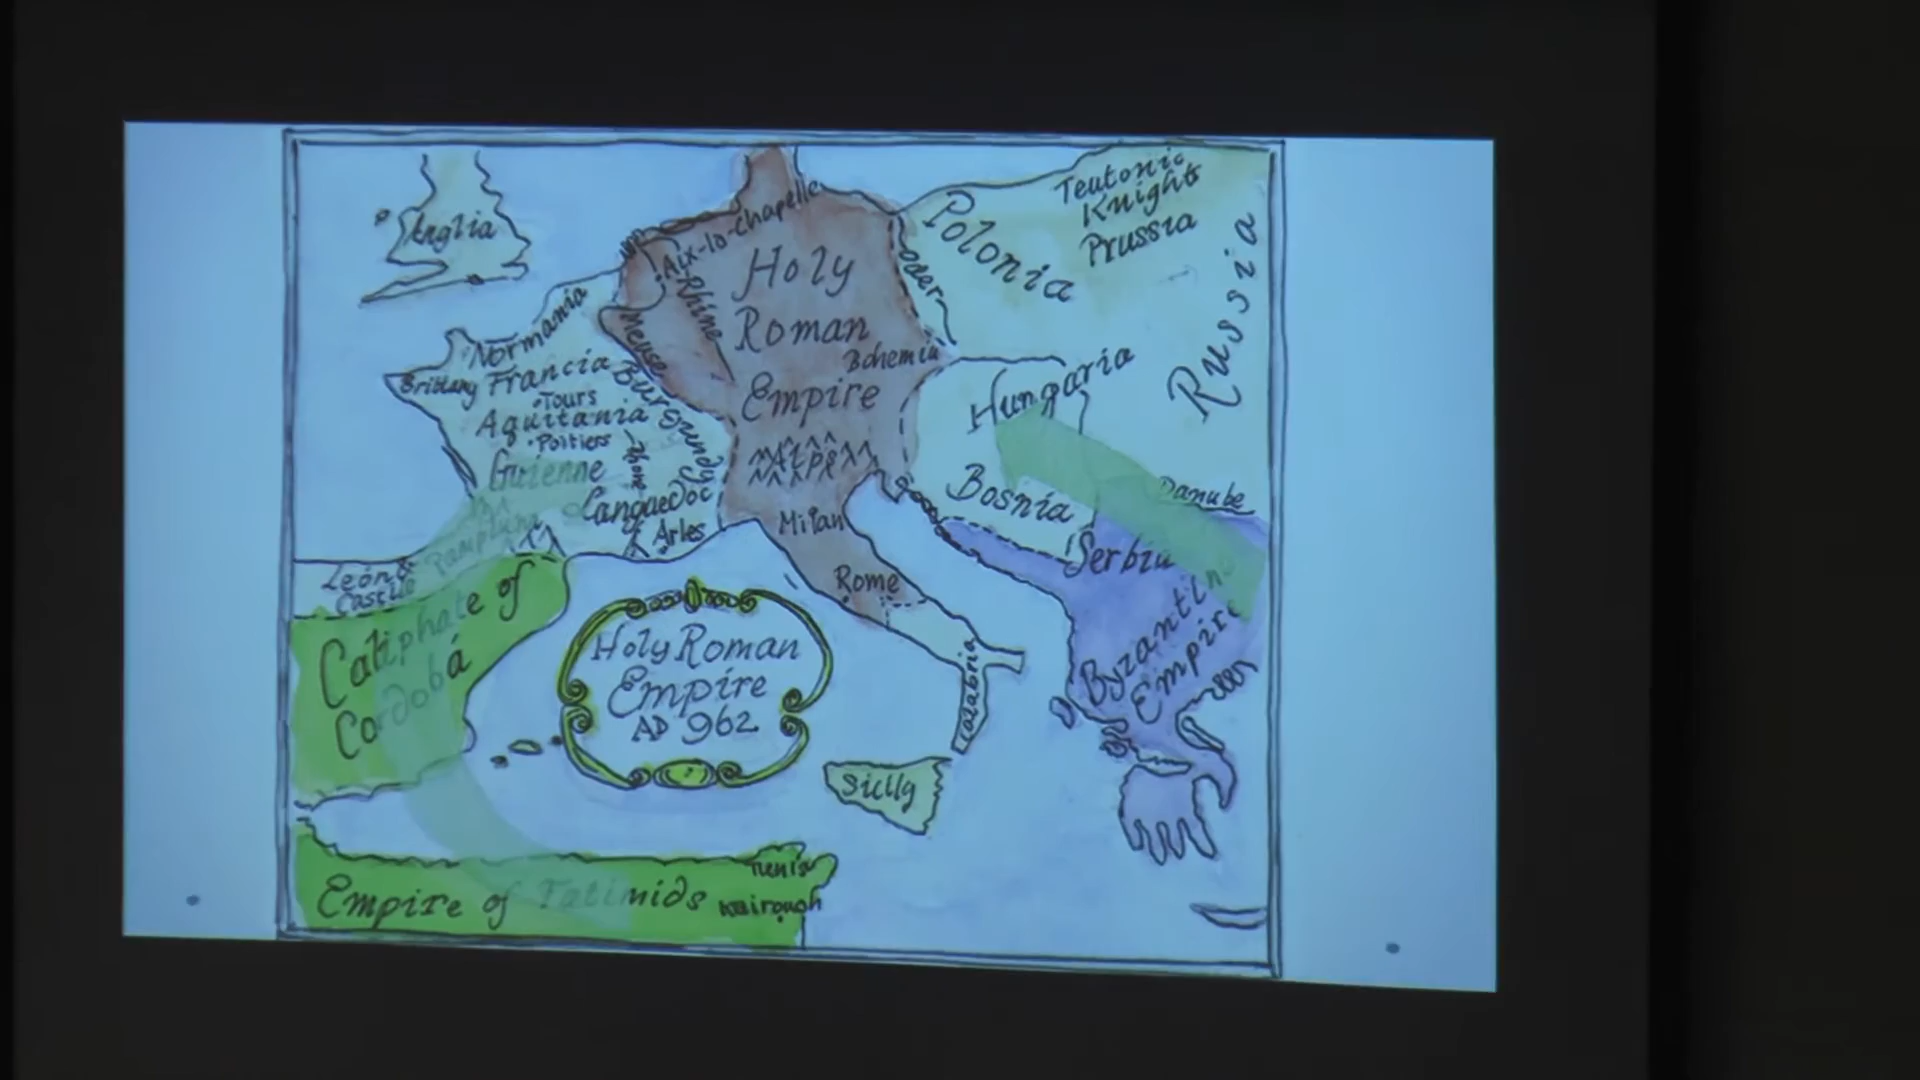 Anglia
Aix-la-Chapelle
Teutonic
Knights
Prussia
Polonia
Russia
Holy
Roman
Empire
Oder
Rhine
Meuse
Bohemia
Normania
Brittany
Francia
Tours
Aquitania
Poitiers
Guienne
Burgundy
Rhone
Languedoc
Arles
Alps
Milan
Rome
Hungaria
Bosnia
Danube
Serbia
Byzantine
Empire
León &
Castile
Pamplona
Caliphate of
Cordobá
Holy Roman
Empire
AD 962
Calabria
Sicily
Empire of Fatimids
Tunis